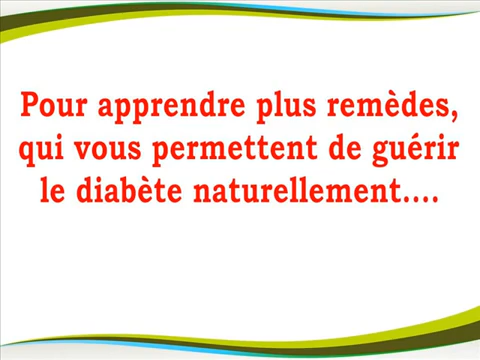 Pour apprendre plus remèdes,
qui vous permettent de guérir
le diabète naturellement....